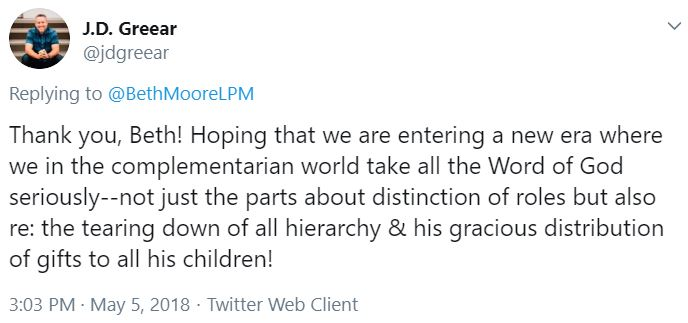 J.D. Greear
@jdgreear
Replying to @BethMooreLPM
Thank you, Beth! Hoping that we are entering a new era where
we in the complementarian world take all the Word of God
seriously--not just the parts about distinction of roles but also
re: the tearing down of all hierarchy & his gracious distribution
of gifts to all his children!
3:03 PM · May 5, 2018 · Twitter Web Client